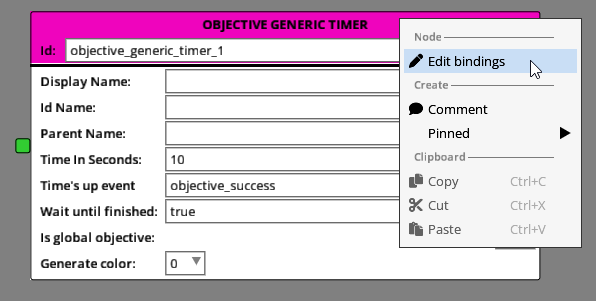 OBJECTIVE GENERIC TIMER
Id: objective_generic_timer_1
Display Name:
Id Name:
Parent Name:
Time In Seconds: 10
Time's up event objective_success
Wait until finished: true
Is global objective:
Generate color: 0
Node
Edit bindings
Create
Comment
Pinned
Clipboard
Copy Ctrl+C
Cut Ctrl+X
Paste Ctrl+V